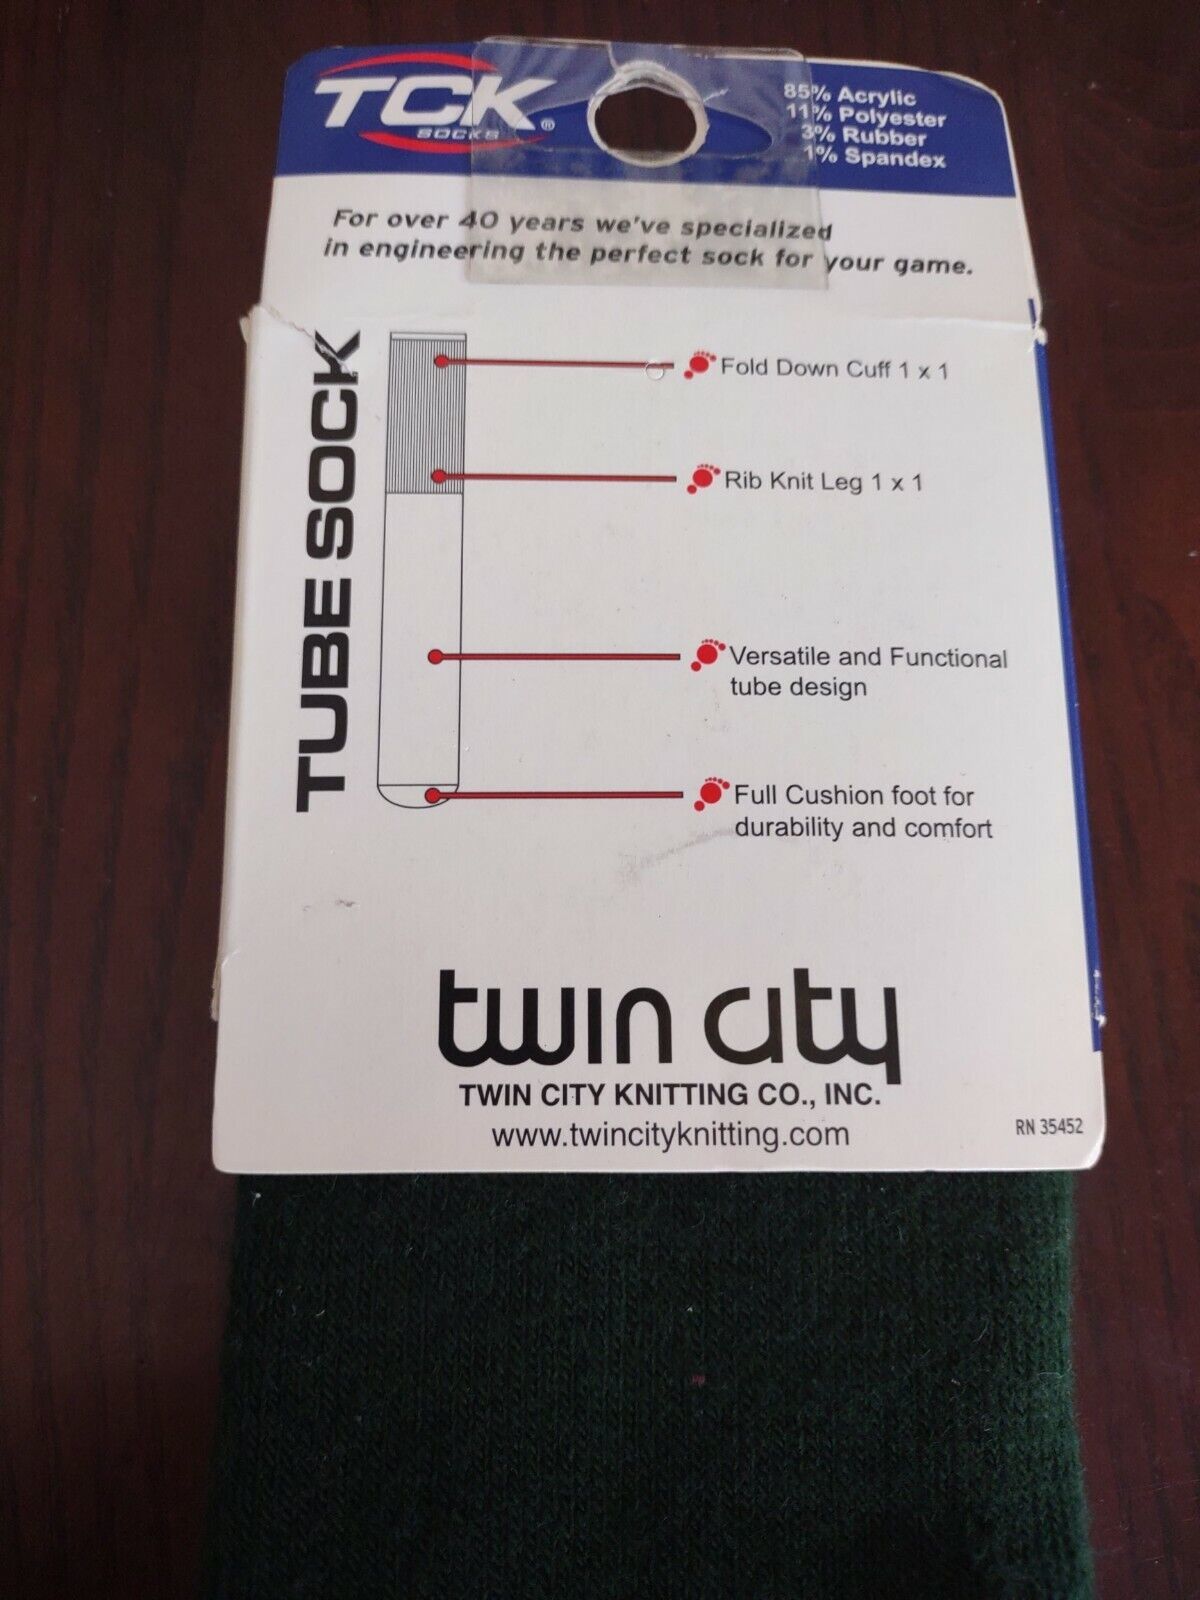 TCK®
SOCKS
85% Acrylic
11% Polyester
3% Rubber
1% Spandex
For over 40 years we've specialized
in engineering the perfect sock for your game.
TUBE SOCK
Fold Down Cuff 1 x 1
Rib Knit Leg 1 x 1
Versatile and Functional
tube design
Full Cushion foot for
durability and comfort
twin city
TWIN CITY KNITTING CO., INC.
www.twincityknitting.com
RN 35452